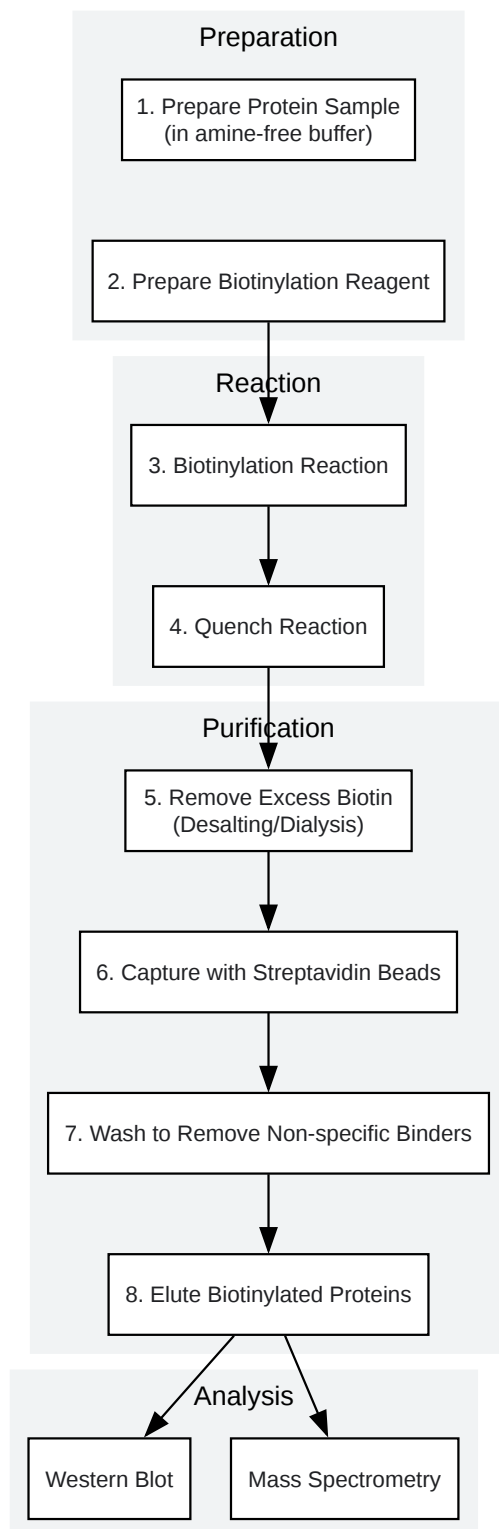 Preparation
1. Prepare Protein Sample
(in amine-free buffer)
2. Prepare Biotinylation Reagent
Reaction
3. Biotinylation Reaction
4. Quench Reaction
Purification
5. Remove Excess Biotin
(Desalting/Dialysis)
6. Capture with Streptavidin Beads
7. Wash to Remove Non-specific Binders
8. Elute Biotinylated Proteins
Analysis
Western Blot
Mass Spectrometry